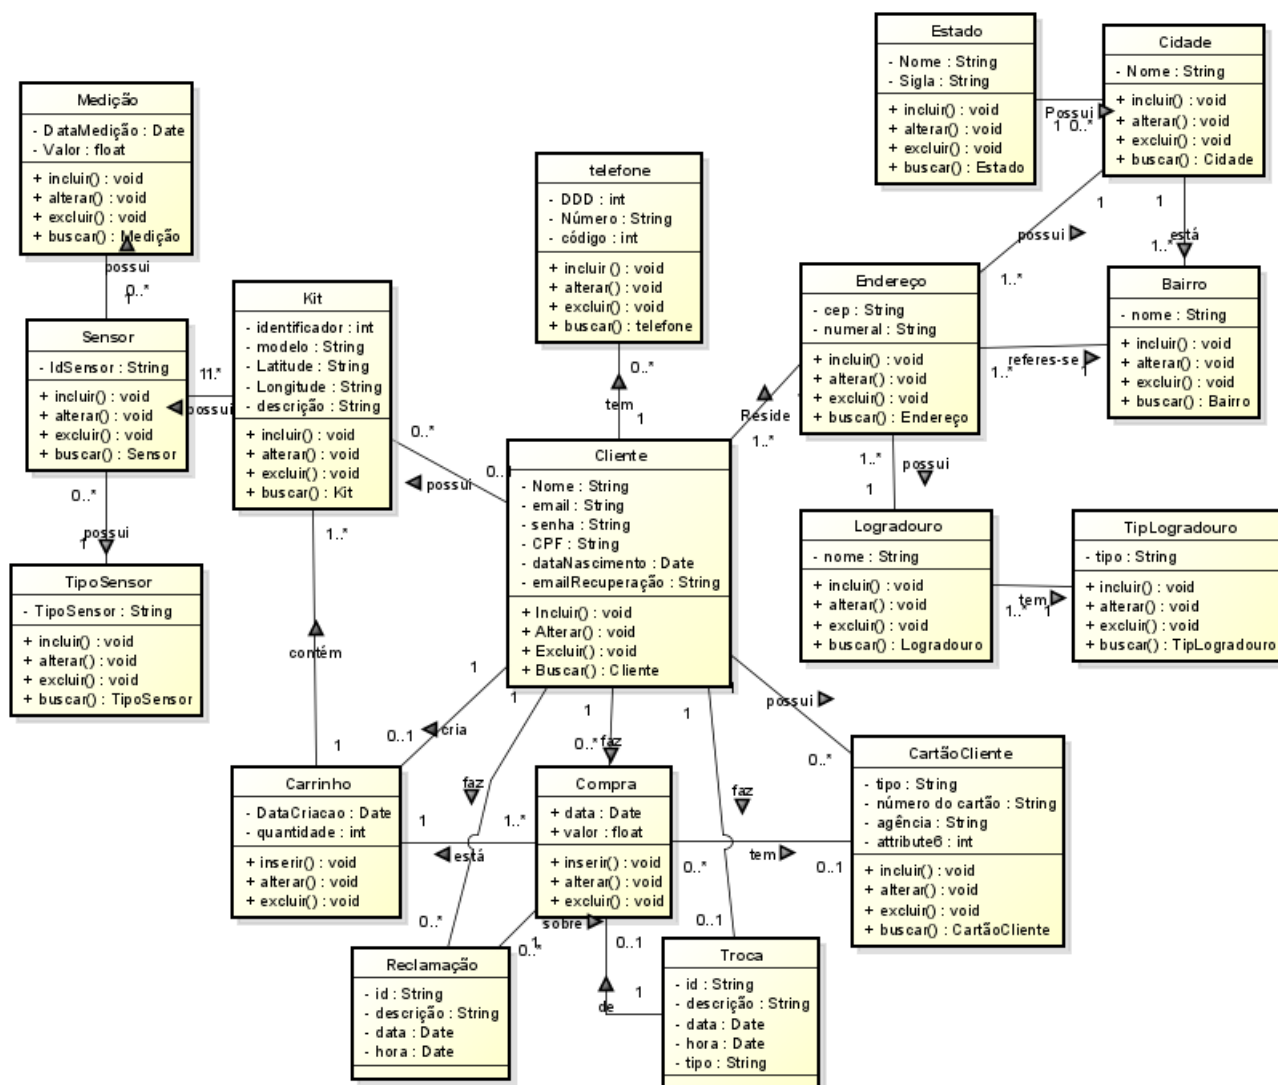 Estado
- Nome : String
- Sigla : String
+ incluir() : void
+ alterar() : void
+ excluir() : void
+ buscar() : Estado
Possui
1 0..*
Cidade
- Nome : String
+ incluir() : void
+ alterar() : void
+ excluir() : void
+ buscar() : Cidade
Medição
- DataMedição : Date
- Valor : float
+ incluir() : void
+ alterar() : void
+ excluir() : void
+ buscar() : Medição
possui
0..*
1
telefone
- DDD : int
- Número : String
- código : int
+ incluir () : void
+ alterar() : void
+ excluir() : void
+ buscar() : telefone
0..*
tem
1
1
possui
1..*
1
está
1..*
Endereço
- cep : String
- numeral : String
+ incluir() : void
+ alterar() : void
+ excluir() : void
+ buscar() : Endereço
1..*
referes-se
1
Bairro
- nome : String
+ incluir() : void
+ alterar() : void
+ excluir() : void
+ buscar() : Bairro
Kit
- identificador : int
- modelo : String
- Latitude : String
- Longitude : String
- descrição : String
+ incluir() : void
+ alterar() : void
+ excluir() : void
+ buscar() : Kit
Sensor
- IdSensor : String
+ incluir() : void
+ alterar() : void
+ excluir() : void
+ buscar() : Sensor
11.*
possui
0..*
possui
1
Reside
1..*
0..*
possui
1..*
possui
1
Cliente
- Nome : String
- email : String
- senha : String
- CPF : String
- dataNascimento : Date
- emailRecuperação : String
+ Incluir() : void
+ Alterar() : void
+ Excluir() : void
+ Buscar() : Cliente
Logradouro
- nome : String
+ incluir() : void
+ alterar() : void
+ excluir() : void
+ buscar() : Logradouro
1..*
tem
1
TipLogradouro
- tipo : String
+ incluir() : void
+ alterar() : void
+ excluir() : void
+ buscar() : TipLogradouro
TipoSensor
- TipoSensor : String
+ incluir() : void
+ alterar() : void
+ excluir() : void
+ buscar() : TipoSensor
1..*
contém
1
1
cria
0..1
1
faz
0..*
1
faz
0..*
1
faz
0..1
possui
0..*
Carrinho
- DataCriacao : Date
- quantidade : int
+ inserir() : void
+ alterar() : void
+ excluir() : void
1
está
1..*
Compra
+ data : Date
+ valor : float
+ inserir() : void
+ alterar() : void
+ excluir() : void
0..*
tem
0..1
CartãoCliente
- tipo : String
- número do cartão : String
- agência : String
- attribute6 : int
+ incluir() : void
+ alterar() : void
+ excluir() : void
+ buscar() : CartãoCliente
sobre
1
0..*
0..1
de
1
Reclamação
- id : String
- descrição : String
- data : Date
- hora : Date
Troca
- id : String
- descrição : String
- data : Date
- hora : Date
- tipo : String